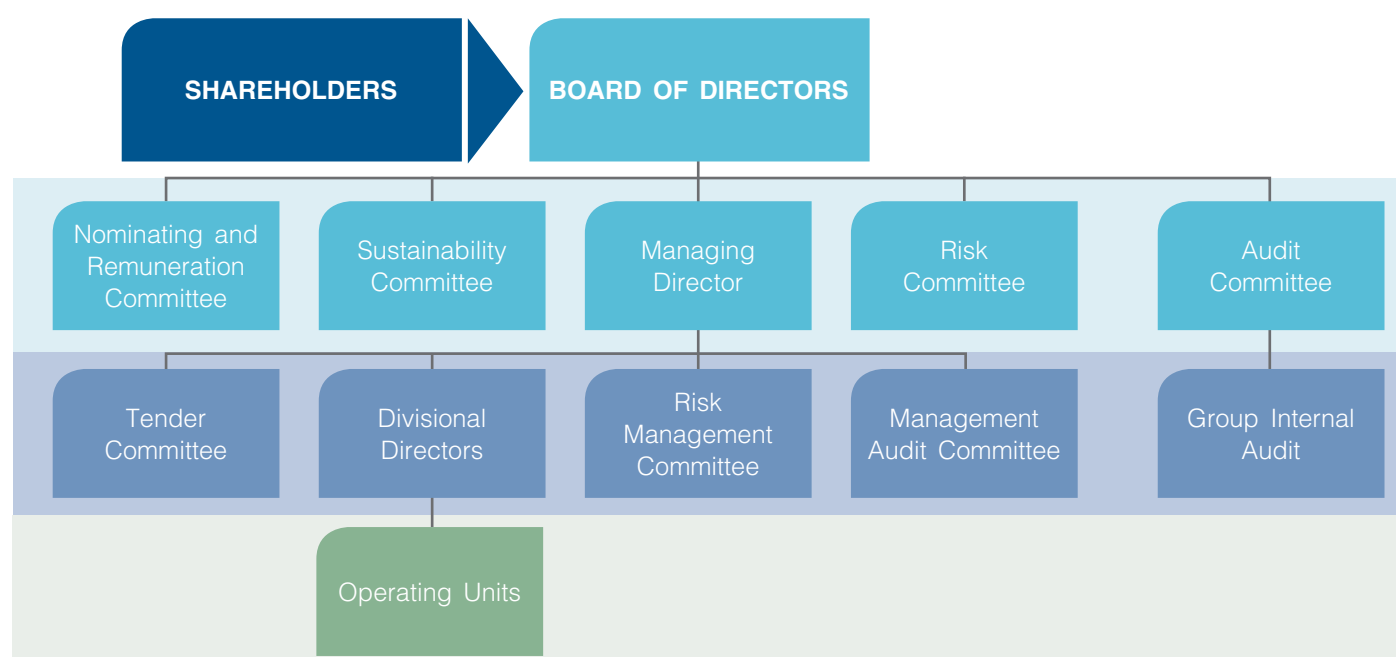 SHAREHOLDERS
BOARD OF DIRECTORS
Nominating and
Remuneration
Committee
Sustainability
Committee
Managing
Director
Risk
Committee
Audit
Committee
Tender
Committee
Divisional
Directors
Risk
Management
Committee
Management
Audit Committee
Group Internal
Audit
Operating Units